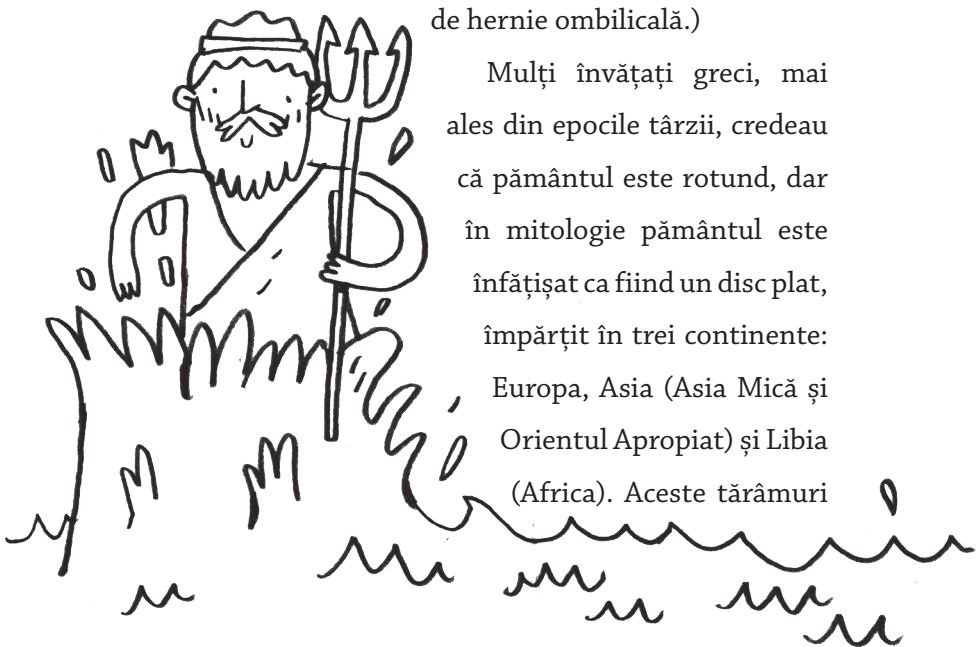 de hernie ombilicală.)
Mulți învățați greci, mai
ales din epocile târzii, credeau
că pământul este rotund, dar
în mitologie pământul este
înfățișat ca fiind un disc plat,
împărțit în trei continente:
Europa, Asia (Asia Mică și
Orientul Apropiat) și Libia
(Africa). Aceste tărâmuri